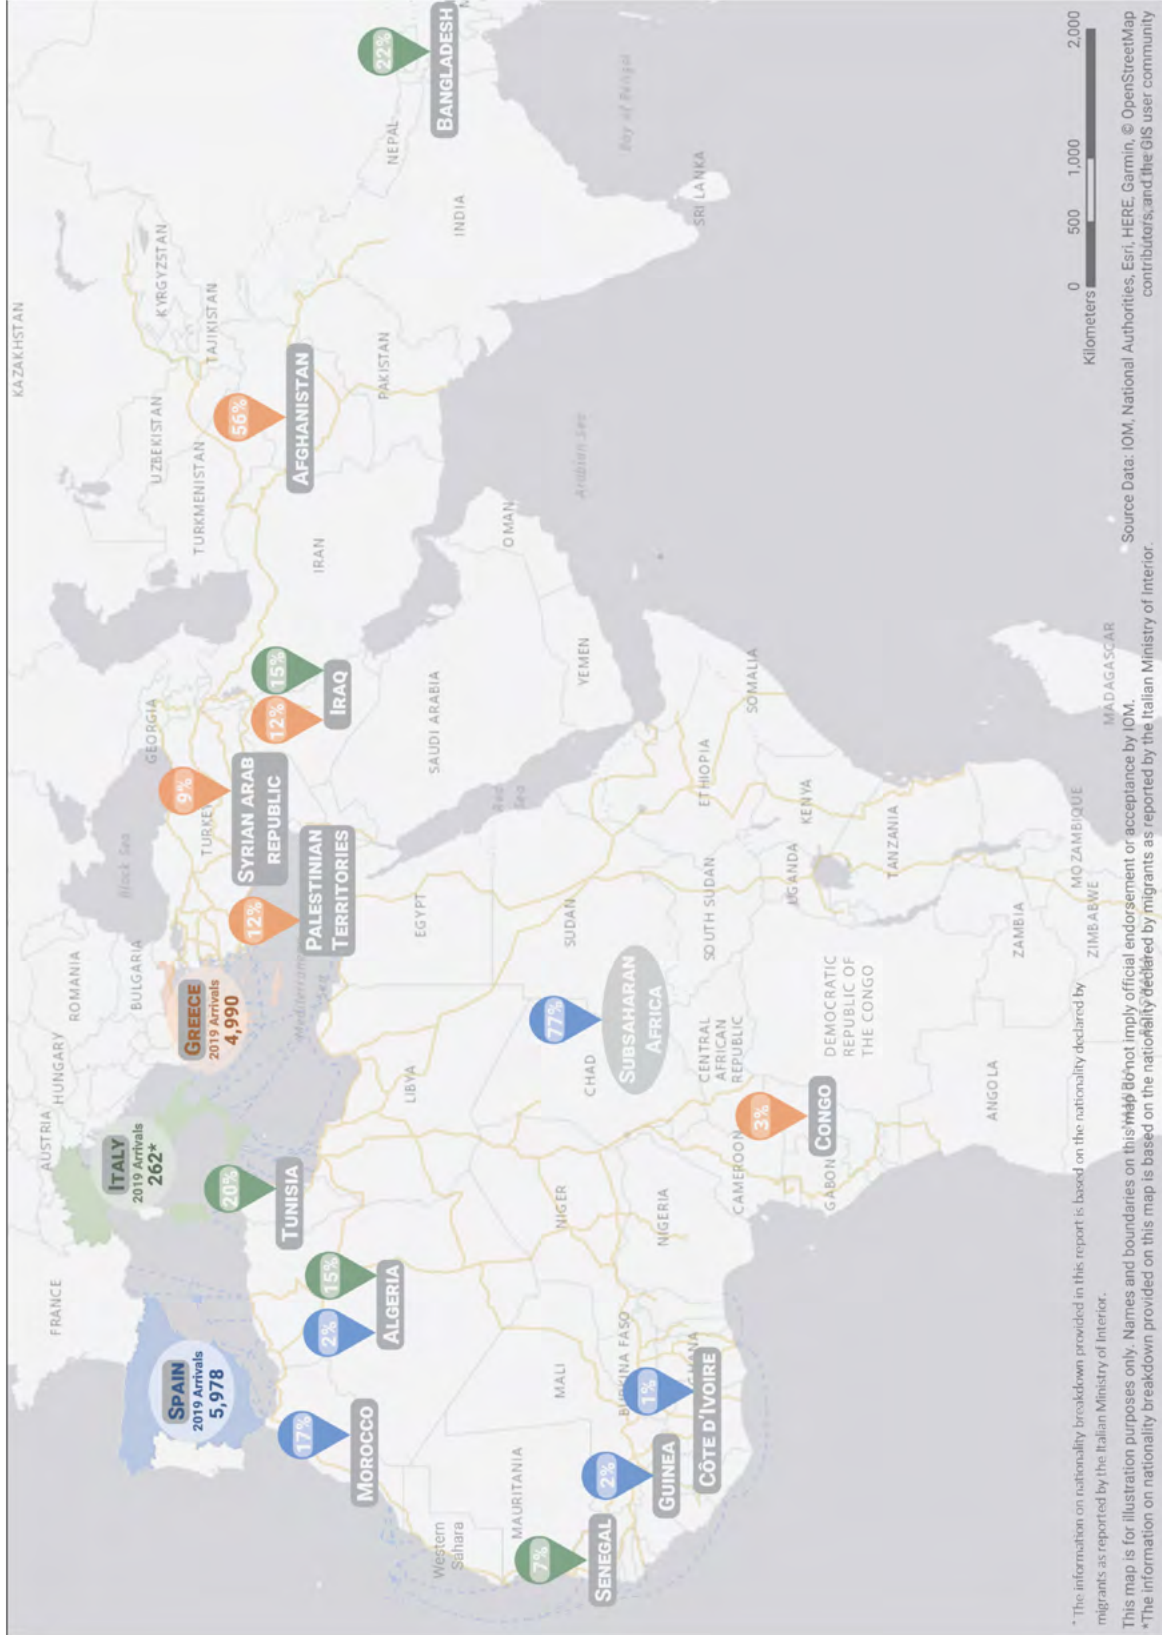 KAZAKHSTAN
FRANCE
AUSTRIA
HUNGARY
ROMANIA
BULGARIA
Black Sea
GEORGIA
UZBEKISTAN
KYRGYZSTAN
TURKMENISTAN
TAJIKISTAN
SPAIN
2019 Arrivals
5,978
ITALY
2019 Arrivals
262*
GREECE
2019 Arrivals
4,990
TURKEY
9%
SYRIAN ARAB
REPUBLIC
12%
PALESTINIAN
TERRITORIES
12%
15%
IRAQ
IRAN
56%
AFGHANISTAN
PAKISTAN
NEPAL
22%
BANGLADESH
INDIA
Bay of Bengal
SRI LANKA
17%
MOROCCO
2%
15%
ALGERIA
20%
TUNISIA
Mediterranean
Sea
LIBYA
EGYPT
SAUDI ARABIA
Red
Sea
OMAN
YEMEN
Arabian Sea
Western
Sahara
MAURITANIA
MALI
NIGER
CHAD
SUDAN
7%
SENEGAL
2%
GUINEA
BURKINA FASO
1%
GHANA
CÔTE D'IVOIRE
NIGERIA
77%
SUBSAHARAN
AFRICA
CENTRAL
AFRICAN
REPUBLIC
SOUTH SUDAN
ETHIOPIA
SOMALIA
CAMEROON
3%
CONGO
GABON
DEMOCRATIC
REPUBLIC OF
THE CONGO
UGANDA
KENYA
TANZANIA
ANGOLA
ZAMBIA
ZIMBABWE
MOZAMBIQUE
MADAGASCAR
0 500 1,000 2,000
Kilometers
* The information on nationality breakdown provided in this report is based on the nationality declared by
migrants as reported by the Italian Ministry of Interior.
Source Data: IOM, National Authorities, Esri, HERE, Garmin, © OpenStreetMap
contributors, and the GIS user community
This map is for illustration purposes only. Names and boundaries on this map do not imply official endorsement or acceptance by IOM.
*The information on nationality breakdown provided on this map is based on the nationality declared by migrants as reported by the Italian Ministry of Interior.